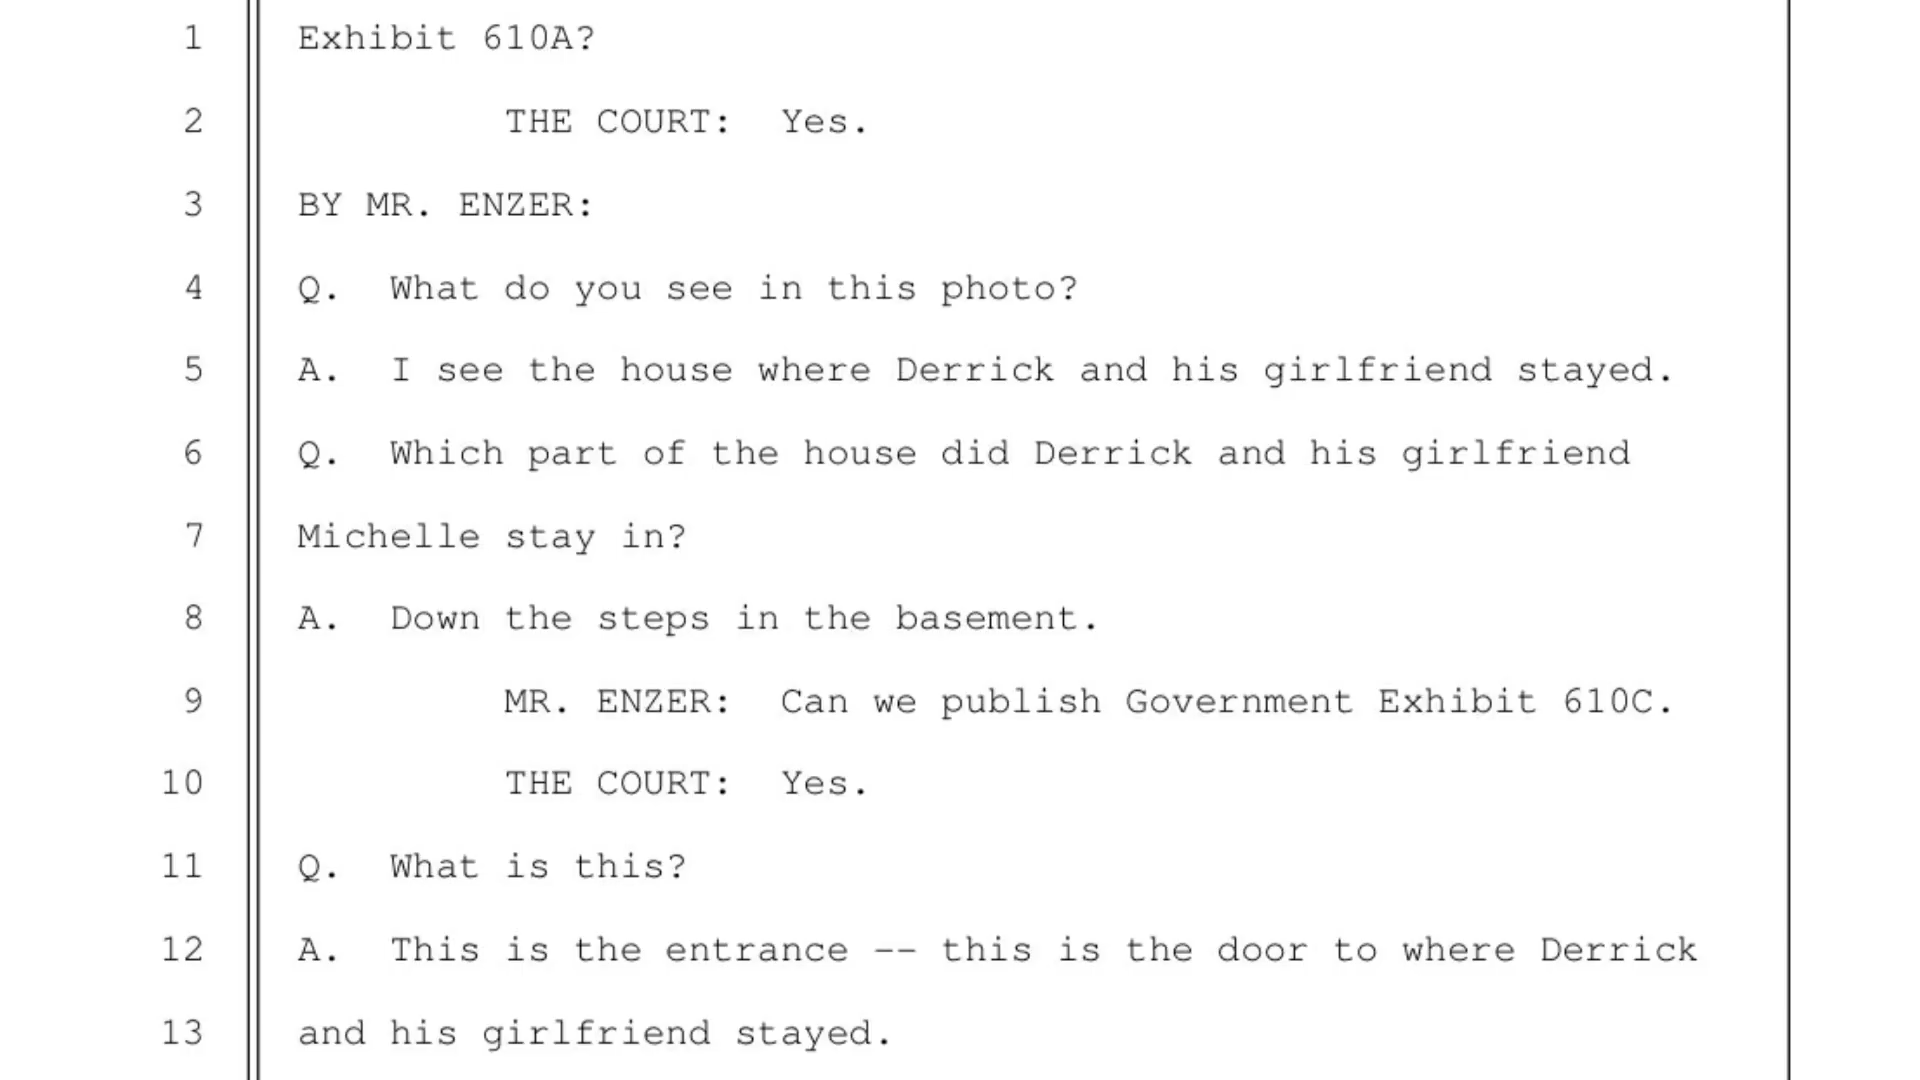 1 Exhibit 610A?
2 THE COURT: Yes.
3 BY MR. ENZER:
4 Q. What do you see in this photo?
5 A. I see the house where Derrick and his girlfriend stayed.
6 Q. Which part of the house did Derrick and his girlfriend
7 Michelle stay in?
8 A. Down the steps in the basement.
9 MR. ENZER: Can we publish Government Exhibit 610C.
10 THE COURT: Yes.
11 Q. What is this?
12 A. This is the entrance -- this is the door to where Derrick
13 and his girlfriend stayed.